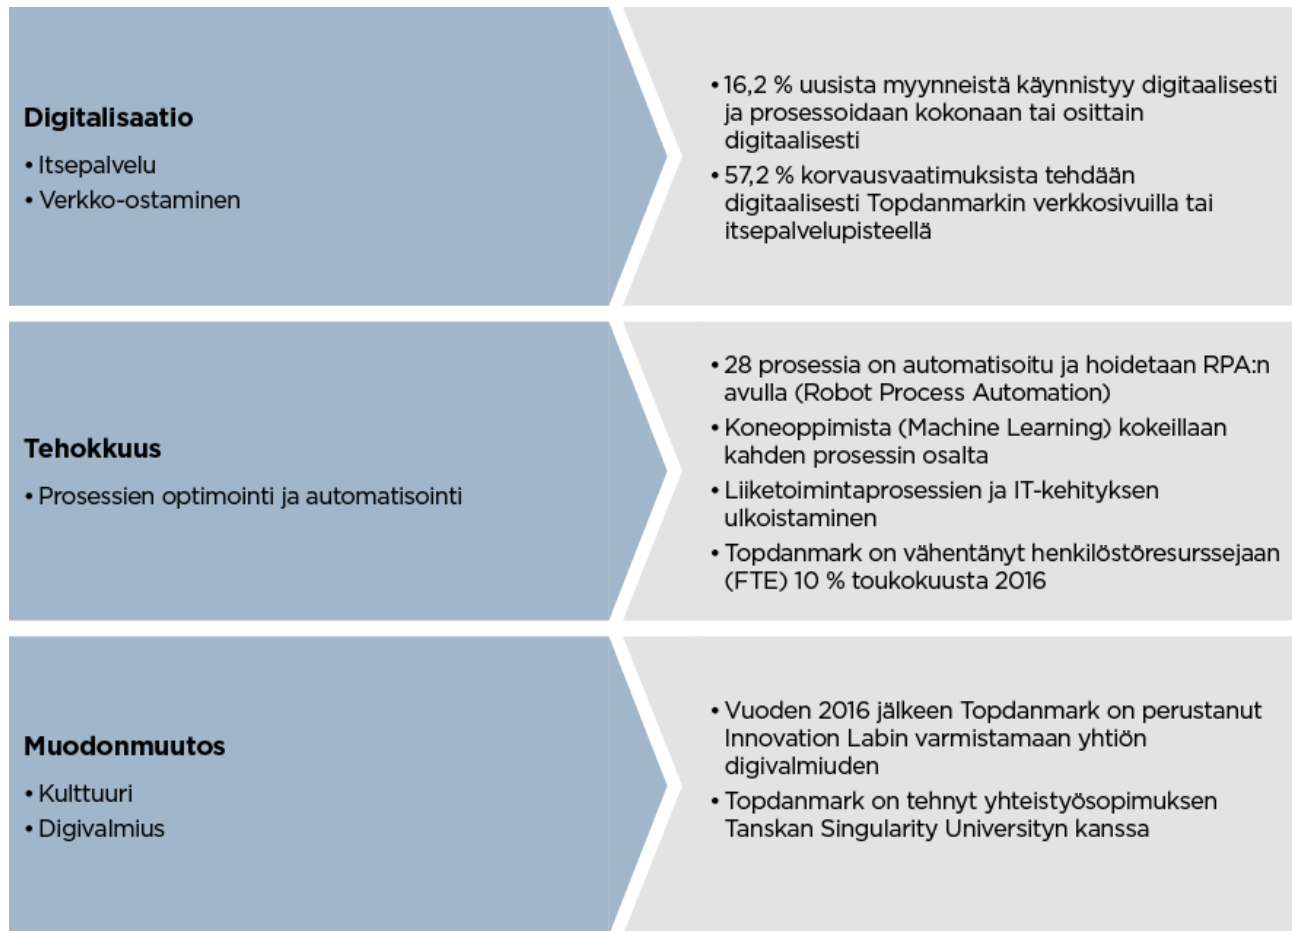 Digitalisaatio
• Itsepalvelu
• Verkko-ostaminen
• 16,2 % uusista myynneistä käynnistyy digitaalisesti
ja prosessoidaan kokonaan tai osittain
digitaalisesti
• 57,2 % korvausvaatimuksista tehdään
digitaalisesti Topdanmarkin verkkosivuilla tai
itsepalvelupisteellä
Tehokkuus
• Prosessien optimointi ja automatisointi
• 28 prosessia on automatisoitu ja hoidetaan RPA:n
avulla (Robot Process Automation)
• Koneoppimista (Machine Learning) kokeillaan
kahden prosessin osalta
• Liiketoimintaprosessien ja IT-kehityksen
ulkoistaminen
• Topdanmark on vähentänyt henkilöstöresurssejaan
(FTE) 10 % toukokuusta 2016
Muodonmuutos
• Kulttuuri
• Digivalmius
• Vuoden 2016 jälkeen Topdanmark on perustanut
Innovation Labin varmistamaan yhtiön
digivalmiuden
• Topdanmark on tehnyt yhteistyösopimuksen
Tanskan Singularity Universityn kanssa